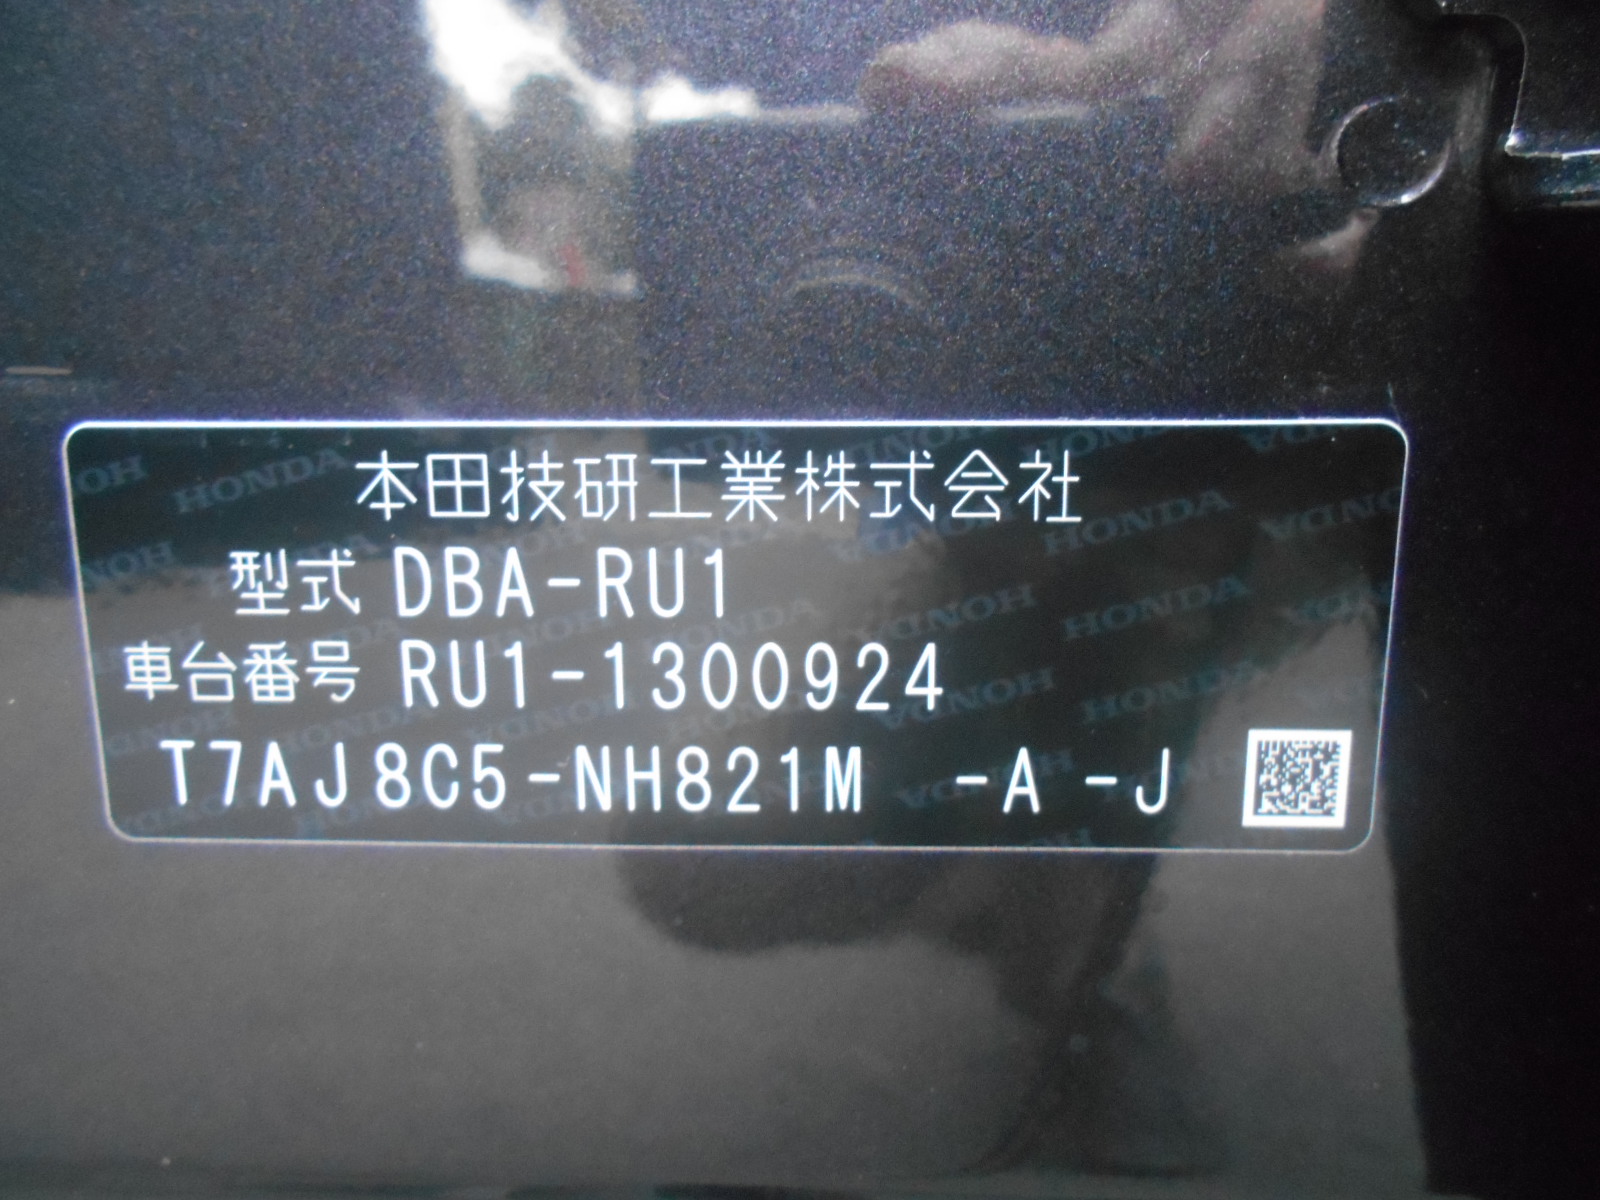 本田技研工業株式会社
型式 DBA-RU1
車台番号 RU1-1300924
T7AJ8C5-NH821M -A -J